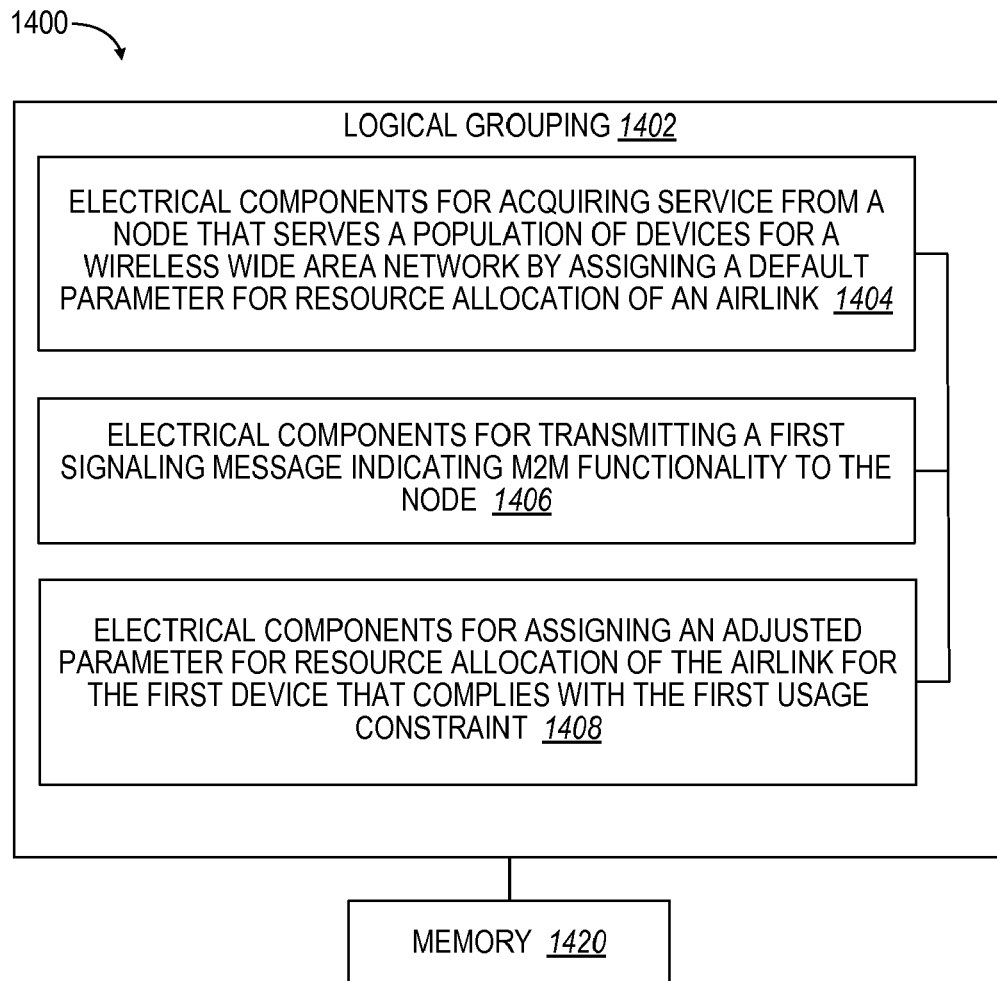 1400
LOGICAL GROUPING 1402
ELECTRICAL COMPONENTS FOR ACQUIRING SERVICE FROM A
NODE THAT SERVES A POPULATION OF DEVICES FOR A
WIRELESS WIDE AREA NETWORK BY ASSIGNING A DEFAULT
PARAMETER FOR RESOURCE ALLOCATION OF AN AIRLINK 1404
ELECTRICAL COMPONENTS FOR TRANSMITTING A FIRST
SIGNALING MESSAGE INDICATING M2M FUNCTIONALITY TO THE
NODE 1406
ELECTRICAL COMPONENTS FOR ASSIGNING AN ADJUSTED
PARAMETER FOR RESOURCE ALLOCATION OF THE AIRLINK FOR
THE FIRST DEVICE THAT COMPLIES WITH THE FIRST USAGE
CONSTRAINT 1408
MEMORY 1420